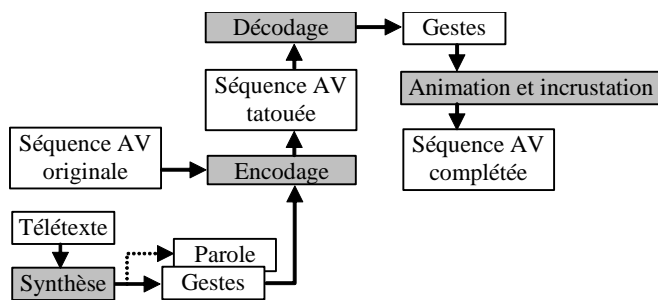 Décodage
Gestes
Séquence AV
tatouée
Animation et incrustation
Séquence AV
originale
Encodage
Séquence AV
complétée
Télétexte
Parole
Synthèse
Gestes